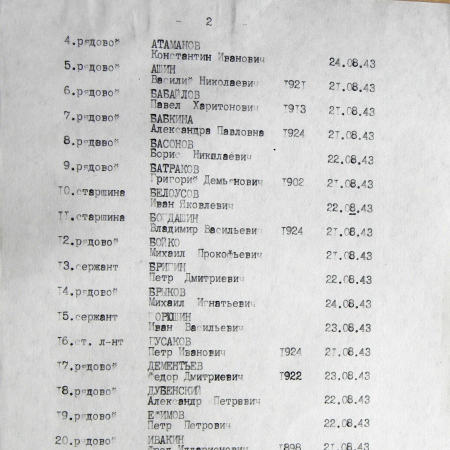 - 2 -
4.рядовой АТАМАНОВ
Константин Иванович 24.08.43
5.рядовой АШИН
Василий Николаевич 1921 21.08.43
6.рядовой БАБАЙЛОВ
Павел Харитонович 1913 21.08.43
7.рядовой БАБКИНА
Александра Павловна 1924 21.08.43
8.рядовой БАСОНОВ
Борис Николаевич 22.08.43
9.рядовой БАТРАКОВ
Григорий Демьянович 1902 21.08.43
10.старшина БЕЛОУСОВ
Иван Яковлевич 22.08.43
11.старшина БОГДАШИН
Владимир Васильевич 1924 21.08.43
12.рядовой БОЙКО
Михаил Прокофьевич 21.08.43
13.сержант
Петр Дмитриевич 22.08.43
14.рядовой БРЫКОВ
Михаил Игнатьевич 24.08.43
15.сержант
Иван Васильевич 23.08.43
16.ст. л-нт ГУСАКОВ
Петр Иванович 1924 21.08.43
17.рядовой ДЕМЕНТЬЕВ
Федор Дмитриевич 1922 23.08.43
18.рядовой ДУБЕНСКИЙ
Александр Петрович 22.08.43
19.рядовой ЕФИМОВ
Петр Петрович 22.08.43
20.рядовой ИВАКИН
1898 21.08.43